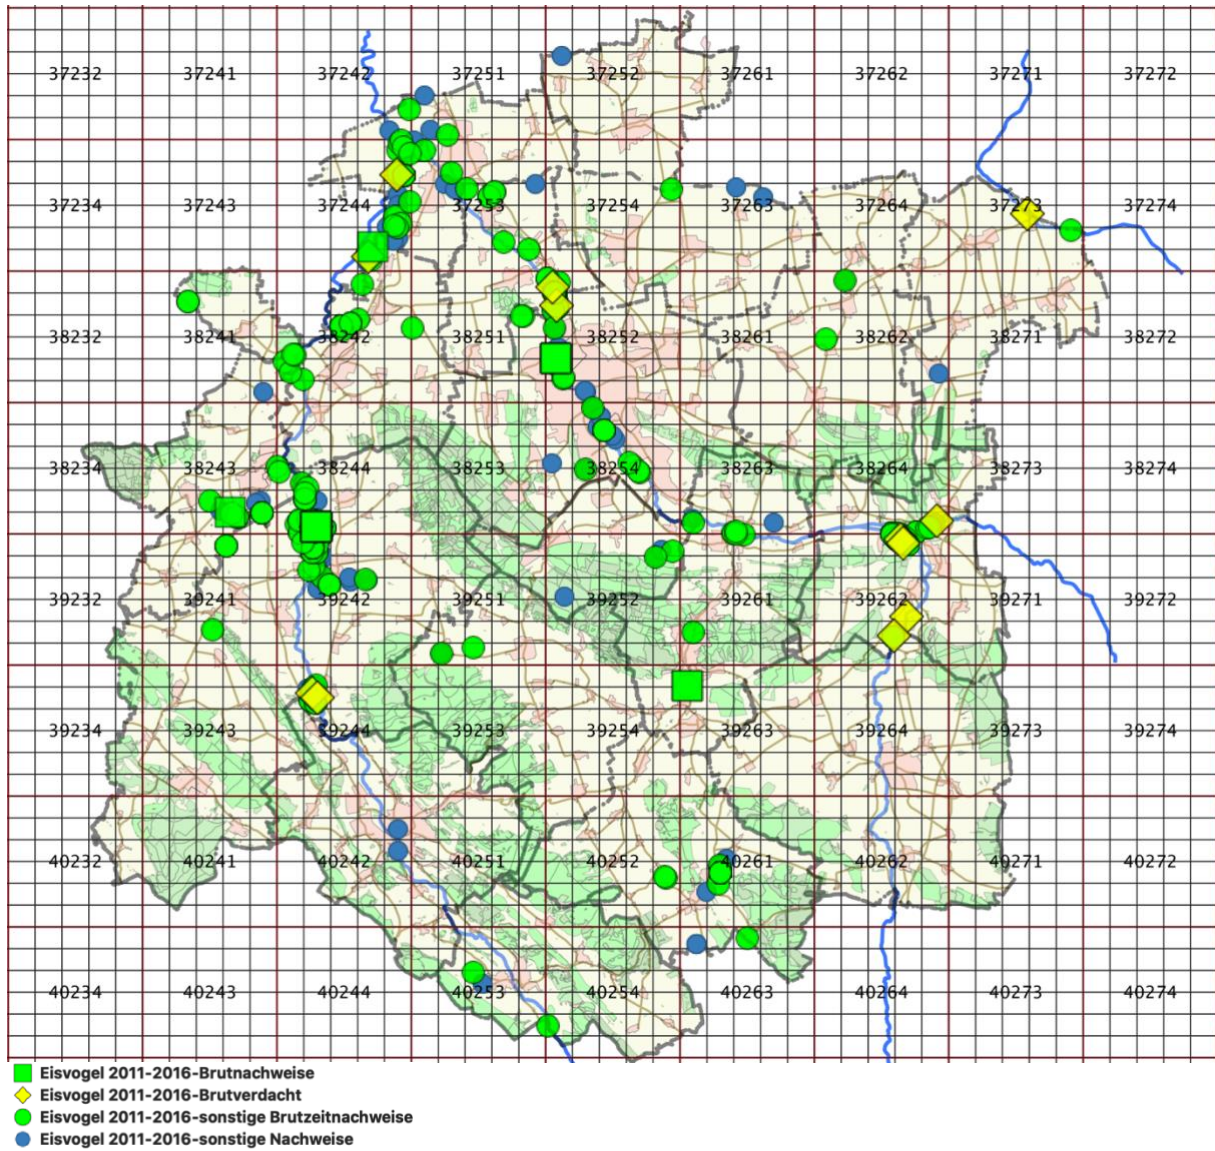 37232 37241 37242 37251 37252 37261 37262 37271 37272
37234 37243 37244 37253 37254 37263 37264 37273 37274
38232 38241 38242 38251 38252 38261 38262 38271 38272
38234 38243 38244 38253 38254 38263 38264 38273 38274
39232 39241 39242 39251 39252 39261 39262 39271 39272
39234 39243 39244 39253 39254 39263 39264 39273 39274
40232 40241 40242 40251 40252 40261 40262 40271 40272
40234 40243 40244 40253 40254 40263 40264 40273 40274
Eisvogel 2011-2016-Brutnachweise
Eisvogel 2011-2016-Brutverdacht
Eisvogel 2011-2016-sonstige Brutzeitnachweise
Eisvogel 2011-2016-sonstige Nachweise